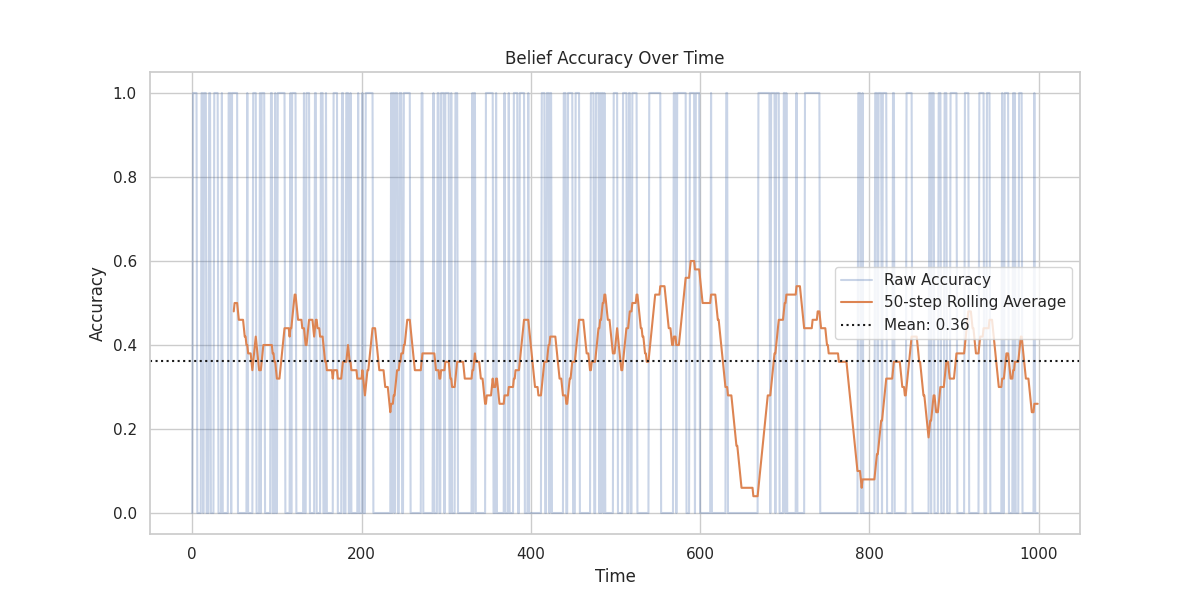 Belief Accuracy Over Time
1.0
0.8
0.6
0.4
0.2
0.0
Accuracy
Raw Accuracy
50-step Rolling Average
Mean: 0.36
0
200
400
600
800
1000
Time